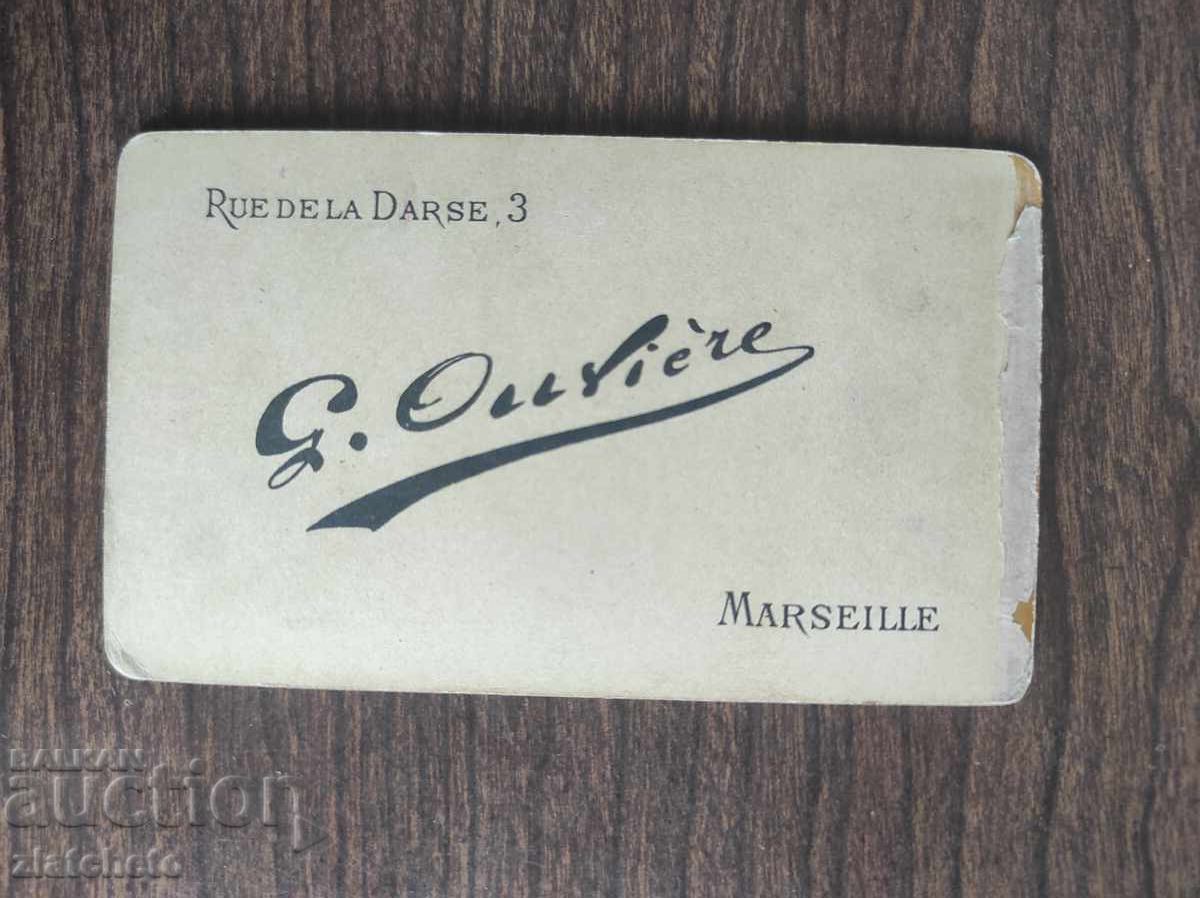 RUE DE LA DARSE, 3
G. Ouvière
MARSEILLE
BALKAN
auction
zlatcheto